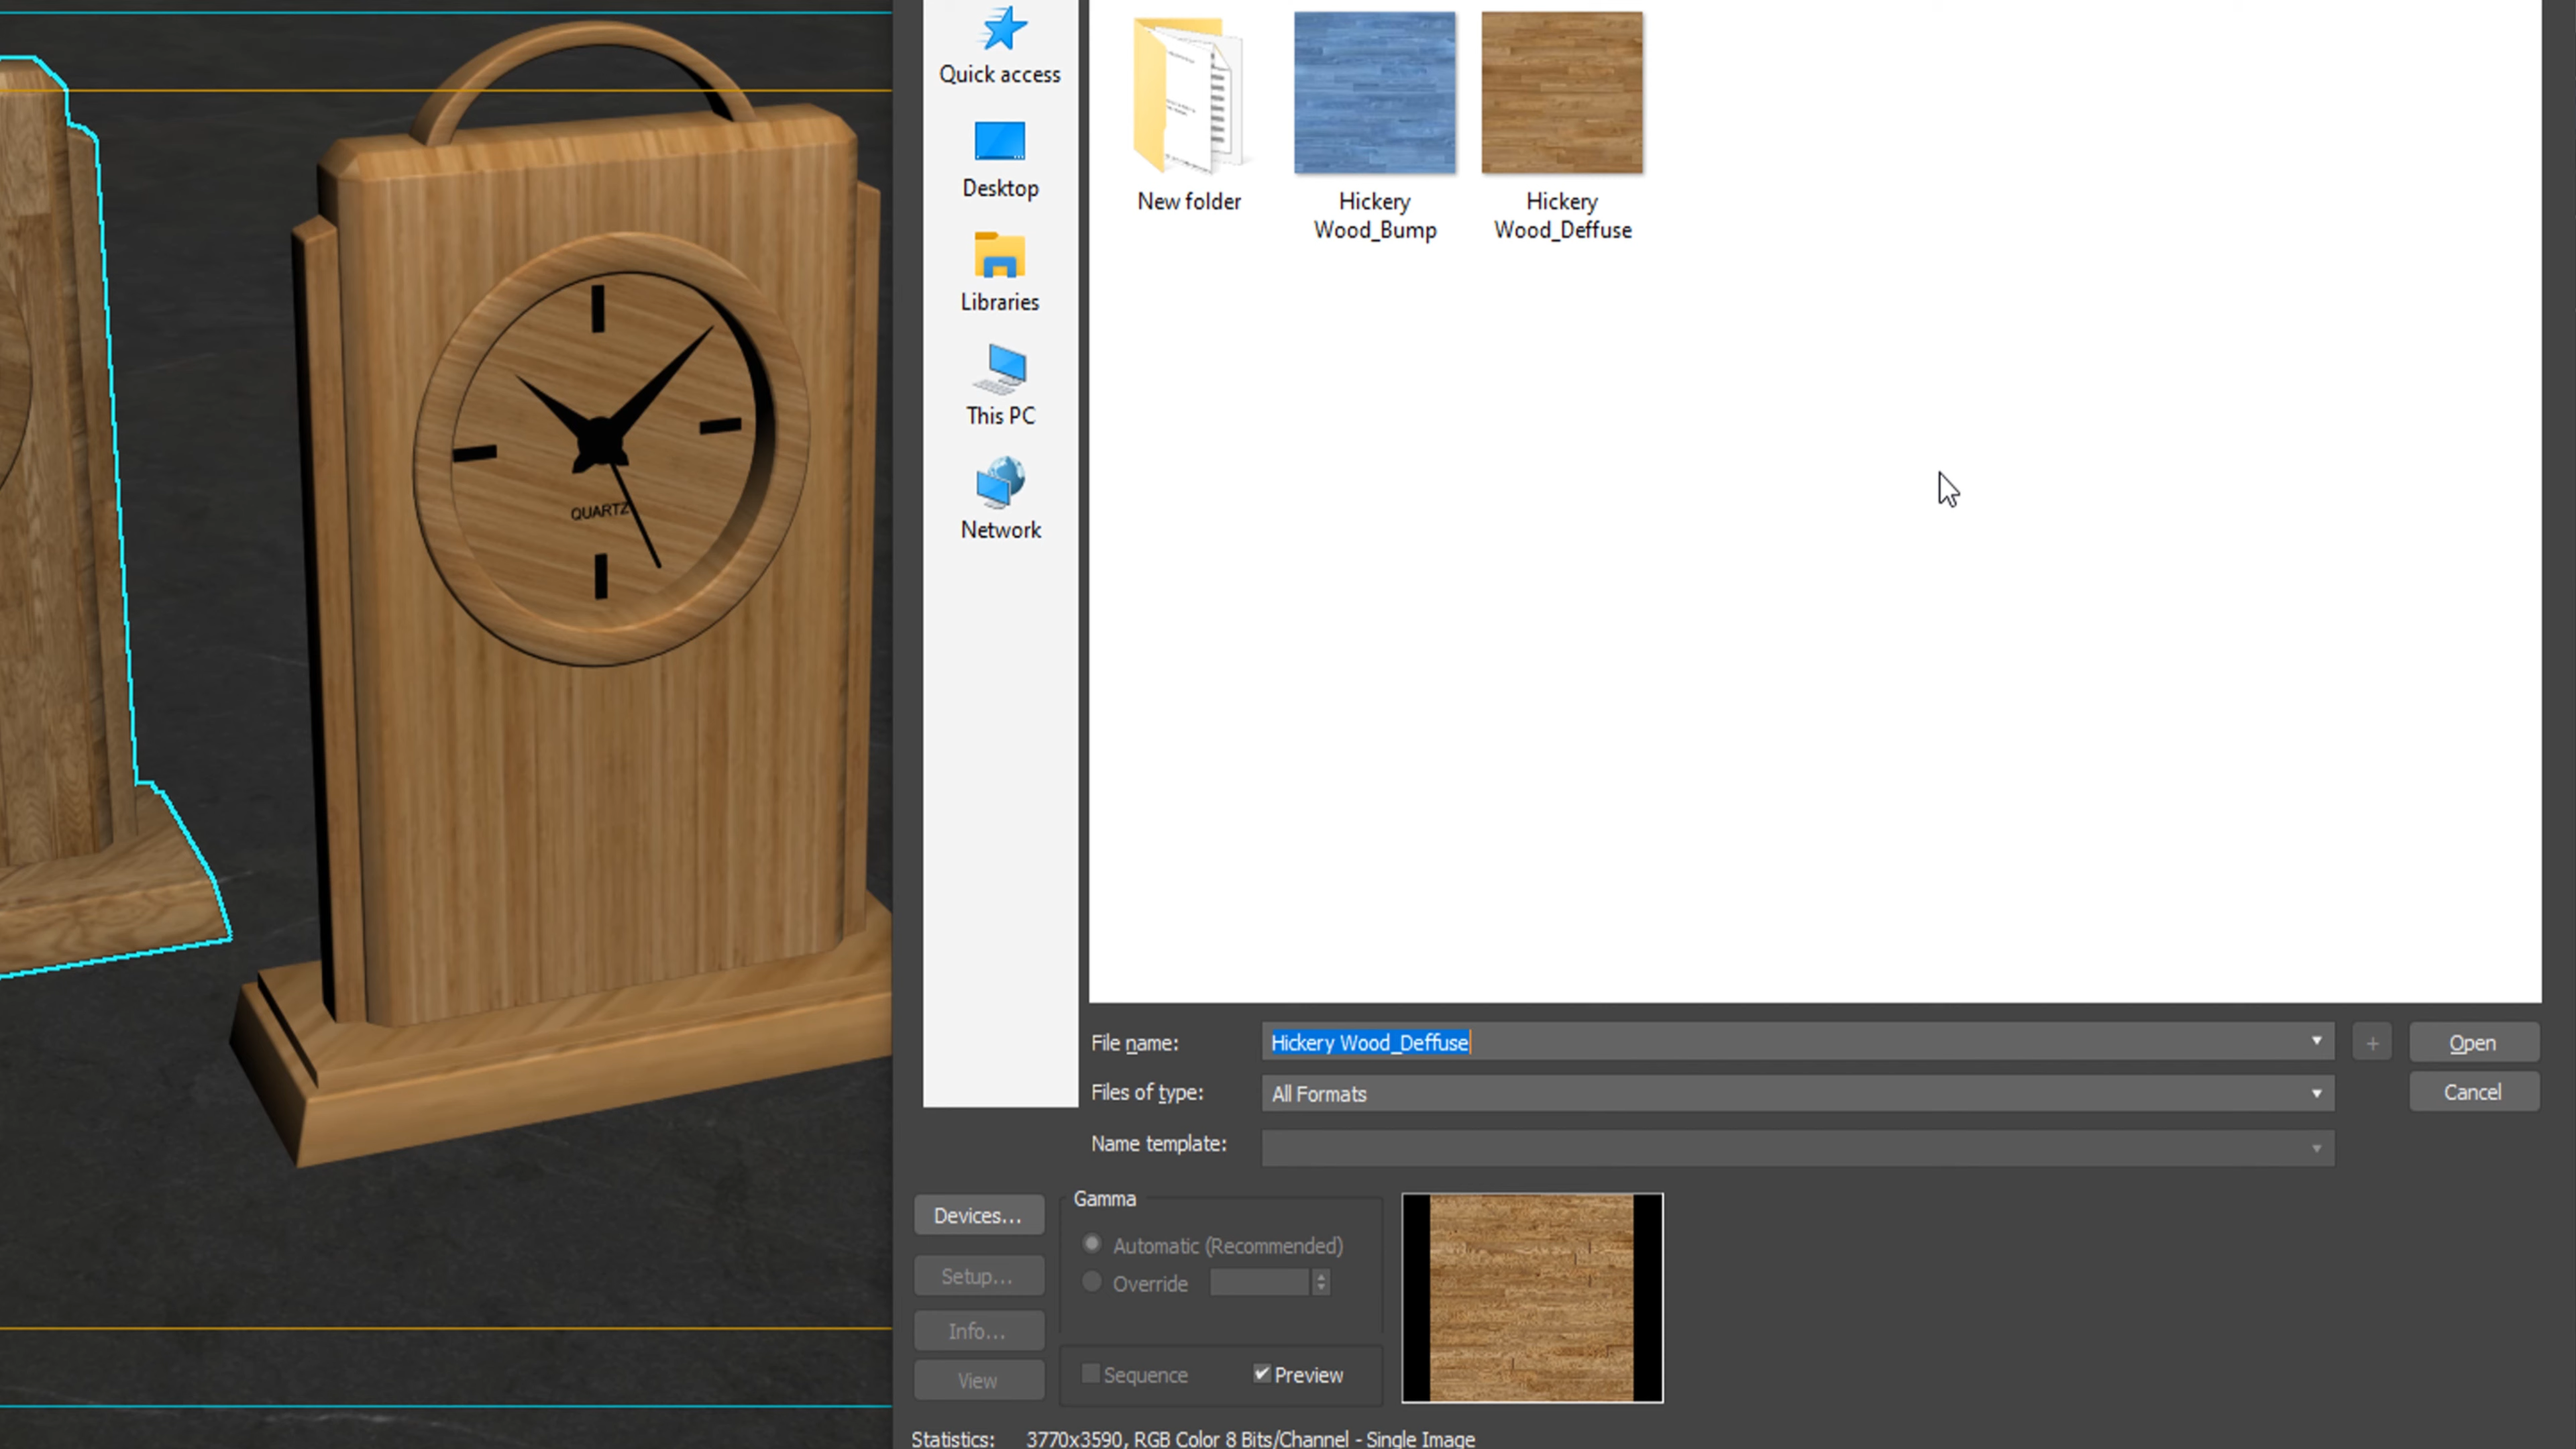 Quick access
Desktop
Libraries
This PC
Network
New folder
Hickery
Wood_Bump
Hickery
Wood_Deffuse
QUARTZ
File name:
Hickery Wood_Deffuse
Open
Files of type:
All Formats
Cancel
Name template:
Devices...
Gamma
Automatic (Recommended)
Setup...
Override
Info...
View
Sequence
Preview
Statistics: 3770x3590, RGB Color 8 Bits/Channel - Single Image